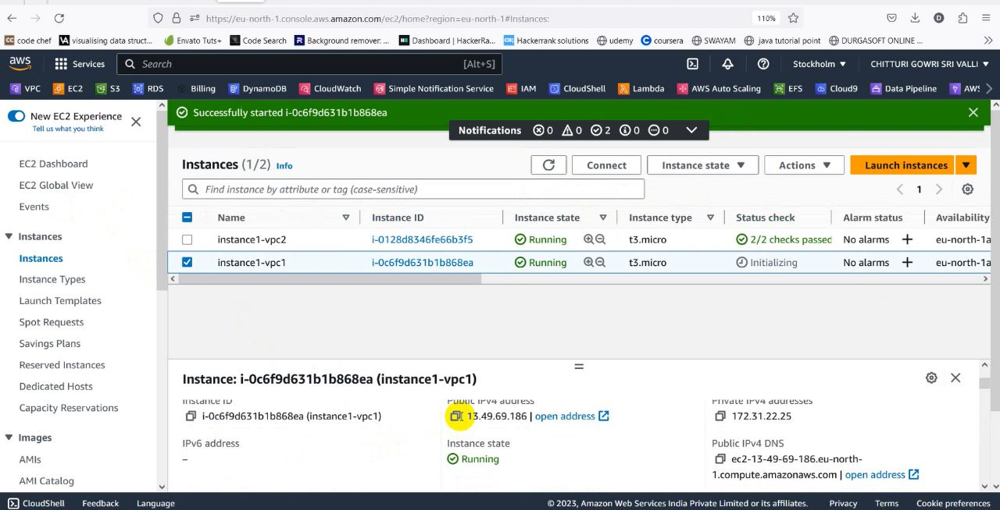 https://eu-north-1.console.aws.amazon.com/ec2/home?region=eu-north-1#Instances:
110%
code chef
visualising data struct...
Envato Tuts+
Code Search
Background remover: ...
Dashboard | HackerRa...
Hackerrank solutions
udemy
coursera
SWAYAM
java tutorial point
DURGASOFT ONLINE ...
aws
Services
Search
[Alt+S]
Stockholm
CHITTURI GOWRI SRI VALLI
VPC
EC2
S3
RDS
Billing
DynamoDB
CloudWatch
Simple Notification Service
IAM
CloudShell
Lambda
AWS Auto Scaling
EFS
Cloud9
Data Pipeline
AWS
New EC2 Experience
Tell us what you think
EC2 Dashboard
EC2 Global View
Events
Instances
Instances
Instance Types
Launch Templates
Spot Requests
Savings Plans
Reserved Instances
Dedicated Hosts
Capacity Reservations
Images
AMIs
AMI Catalog
Successfully started i-0c6f9d631b1b868ea
Notifications 0 0 2 0 0
Instances (1/2) Info
Connect
Instance state
Actions
Launch instances
Find instance by attribute or tag (case-sensitive)
1
Name Instance ID Instance state Instance type Status check Alarm status Availability
instance1-vpc2 i-0128d8346fe66b3f5 Running t3.micro 2/2 checks passed No alarms + eu-north-1a
instance1-vpc1 i-0c6f9d631b1b868ea Running t3.micro Initializing No alarms + eu-north-1a
Instance: i-0c6f9d631b1b868ea (instance1-vpc1)
Instance ID
i-0c6f9d631b1b868ea (instance1-vpc1)
Public IPv4 address
13.49.69.186 | open address
Private IPv4 addresses
172.31.22.25
IPv6 address
–
Instance state
Running
Public IPv4 DNS
ec2-13-49-69-186.eu-north-
1.compute.amazonaws.com | open address
CloudShell
Feedback
Language
© 2023, Amazon Web Services India Private Limited or its affiliates.
Privacy
Terms
Cookie preferences